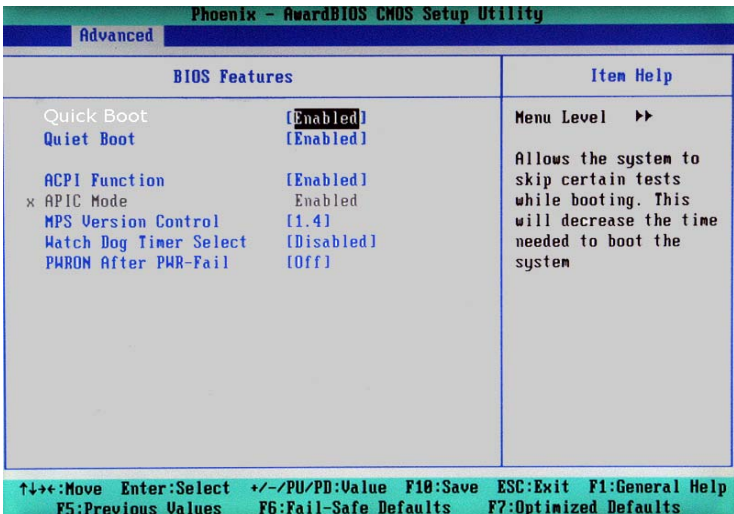 Phoenix - AwardBIOS CMOS Setup Utility
Advanced
BIOS Features
Item Help
Quick Boot [Enabled]
Quiet Boot [Enabled]
ACPI Function [Enabled]
x APIC Mode Enabled
MPS Version Control [1.4]
Watch Dog Timer Select [Disabled]
PWRON After PWR-Fail [Off]
Menu Level ▶▶
Allows the system to
skip certain tests
while booting. This
will decrease the time
needed to boot the
system
↑↓→←:Move Enter:Select +/-/PU/PD:Value F10:Save ESC:Exit F1:General Help
F5:Previous Values F6:Fail-Safe Defaults F7:Optimized Defaults